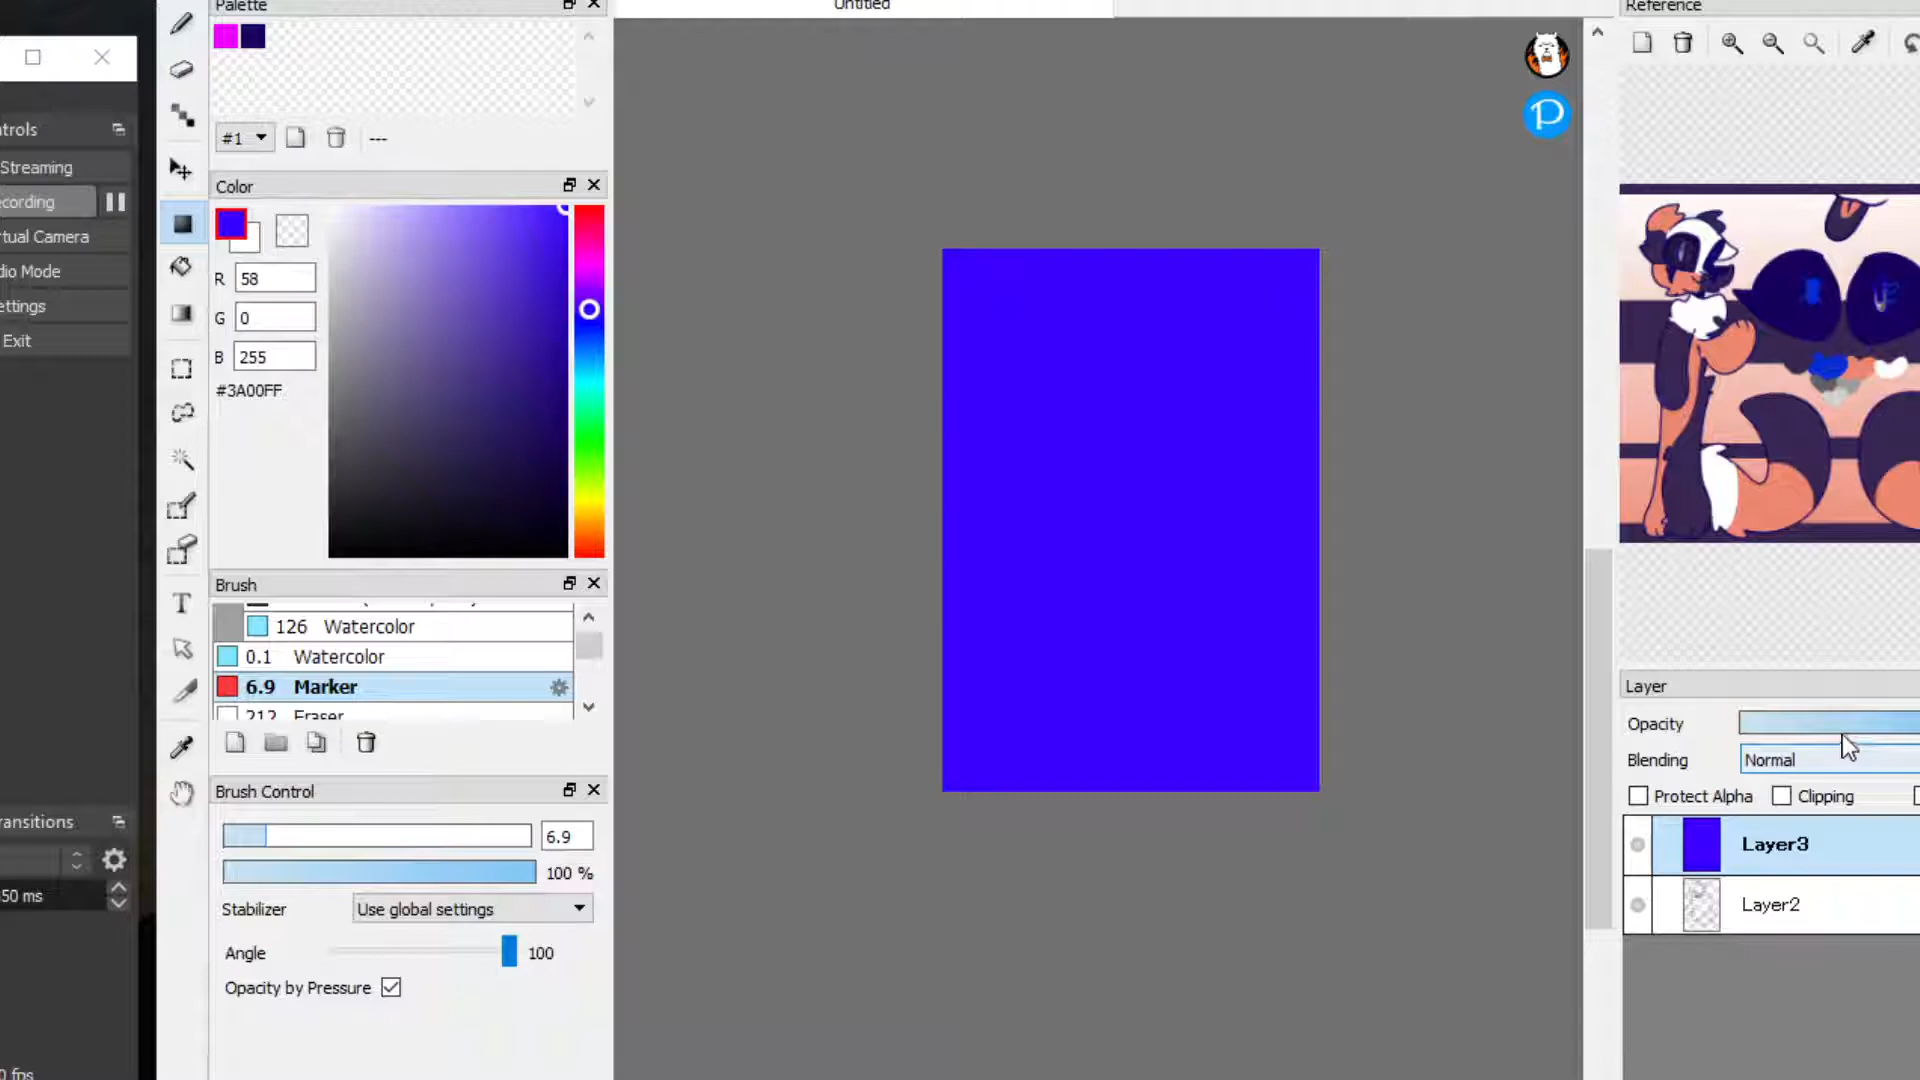 Palette
Untitled
Reference
#1
---
trols
Streaming
ecording
rtual Camera
dio Mode
ettings
Exit
Color
R 58
G 0
B 255
#3A00FF
Brush
126 Watercolor
0.1 Watercolor
6.9 Marker
212 Eraser
T
P
Brush Control
6.9
100 %
Stabilizer Use global settings
Angle 100
Opacity by Pressure
ransitions
50 ms
0 fps
Layer
Opacity
Blending Normal
Protect Alpha Clipping
Layer3
Layer2